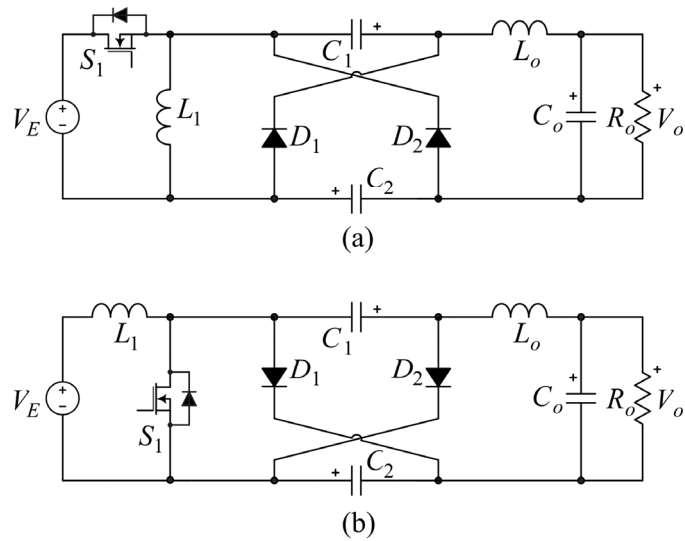 S1
C1 +
Lo
VE + −
L1
D1
D2
Co +
Ro
+ Vo
+ C2
(a)
L1
C1 +
Lo
VE + −
S1
D1
D2
Co +
Ro
+ Vo
+ C2
(b)